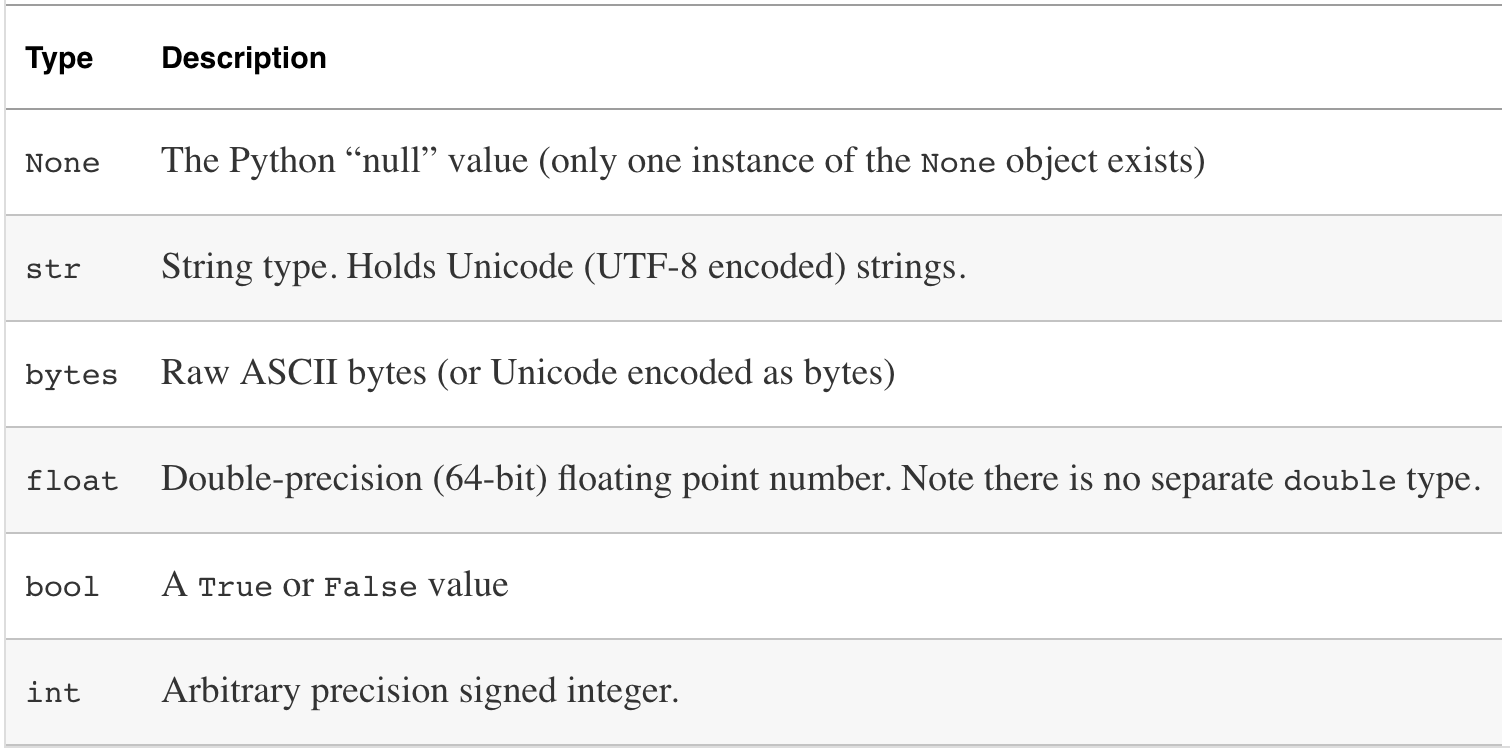 Type Description
None The Python “null” value (only one instance of the None object exists)
str String type. Holds Unicode (UTF-8 encoded) strings.
bytes Raw ASCII bytes (or Unicode encoded as bytes)
float Double-precision (64-bit) floating point number. Note there is no separate double type.
bool A True or False value
int Arbitrary precision signed integer.